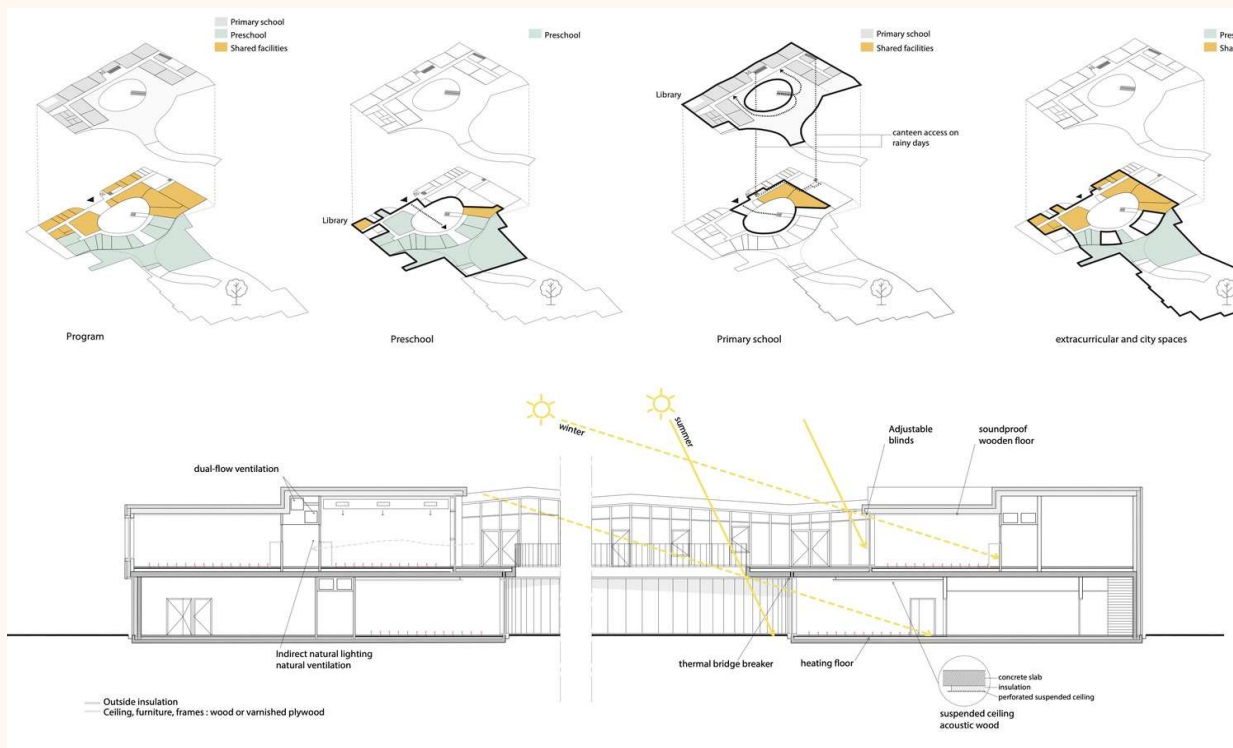 Primary school
Preschool
Shared facilities
Program
Preschool
Library
Preschool
Primary school
Shared facilities
Library
canteen access on
rainy days
Primary school
Pres
Shar
extracurricular and city spaces
winter
summer
dual-flow ventilation
Adjustable
blinds
soundproof
wooden floor
Indirect natural lighting
natural ventilation
thermal bridge breaker
heating floor
concrete slab
insulation
perforated suspended ceiling
suspended ceiling
acoustic wood
Outside insulation
Ceiling, furniture, frames : wood or varnished plywood